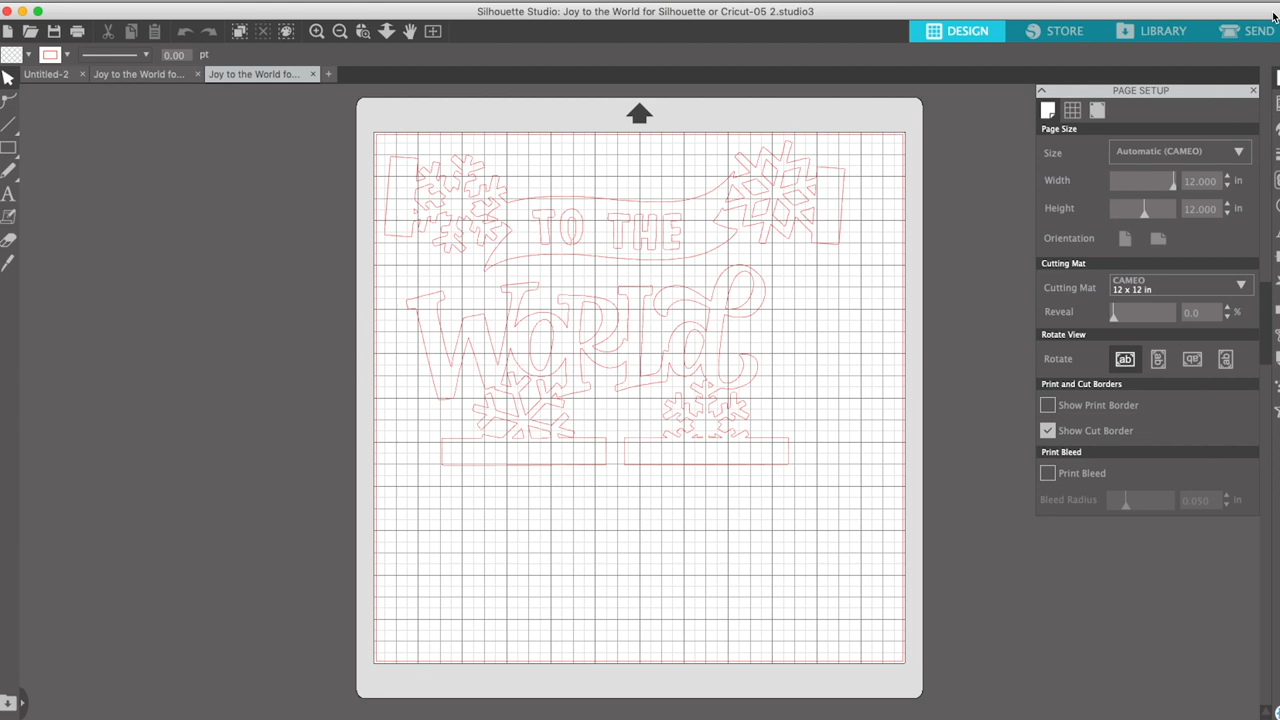 Silhouette Studio: Joy to the World for Silhouette or Cricut-05 2.studio3
DESIGN
STORE
LIBRARY
SEND
0.00 pt
Untitled-2
Joy to the World fo...
Joy to the World fo...
PAGE SETUP
Page Size
Size Automatic (CAMEO)
Width 12.000 in
Height 12.000 in
Orientation
Cutting Mat
Cutting Mat CAMEO
12 x 12 in
Reveal 0.0 %
Rotate View
Rotate ab ab ab ab
Print and Cut Borders
Show Print Border
Show Cut Border
Print Bleed
Print Bleed
Bleed Radius 0.050 in
TO THE
WORLd